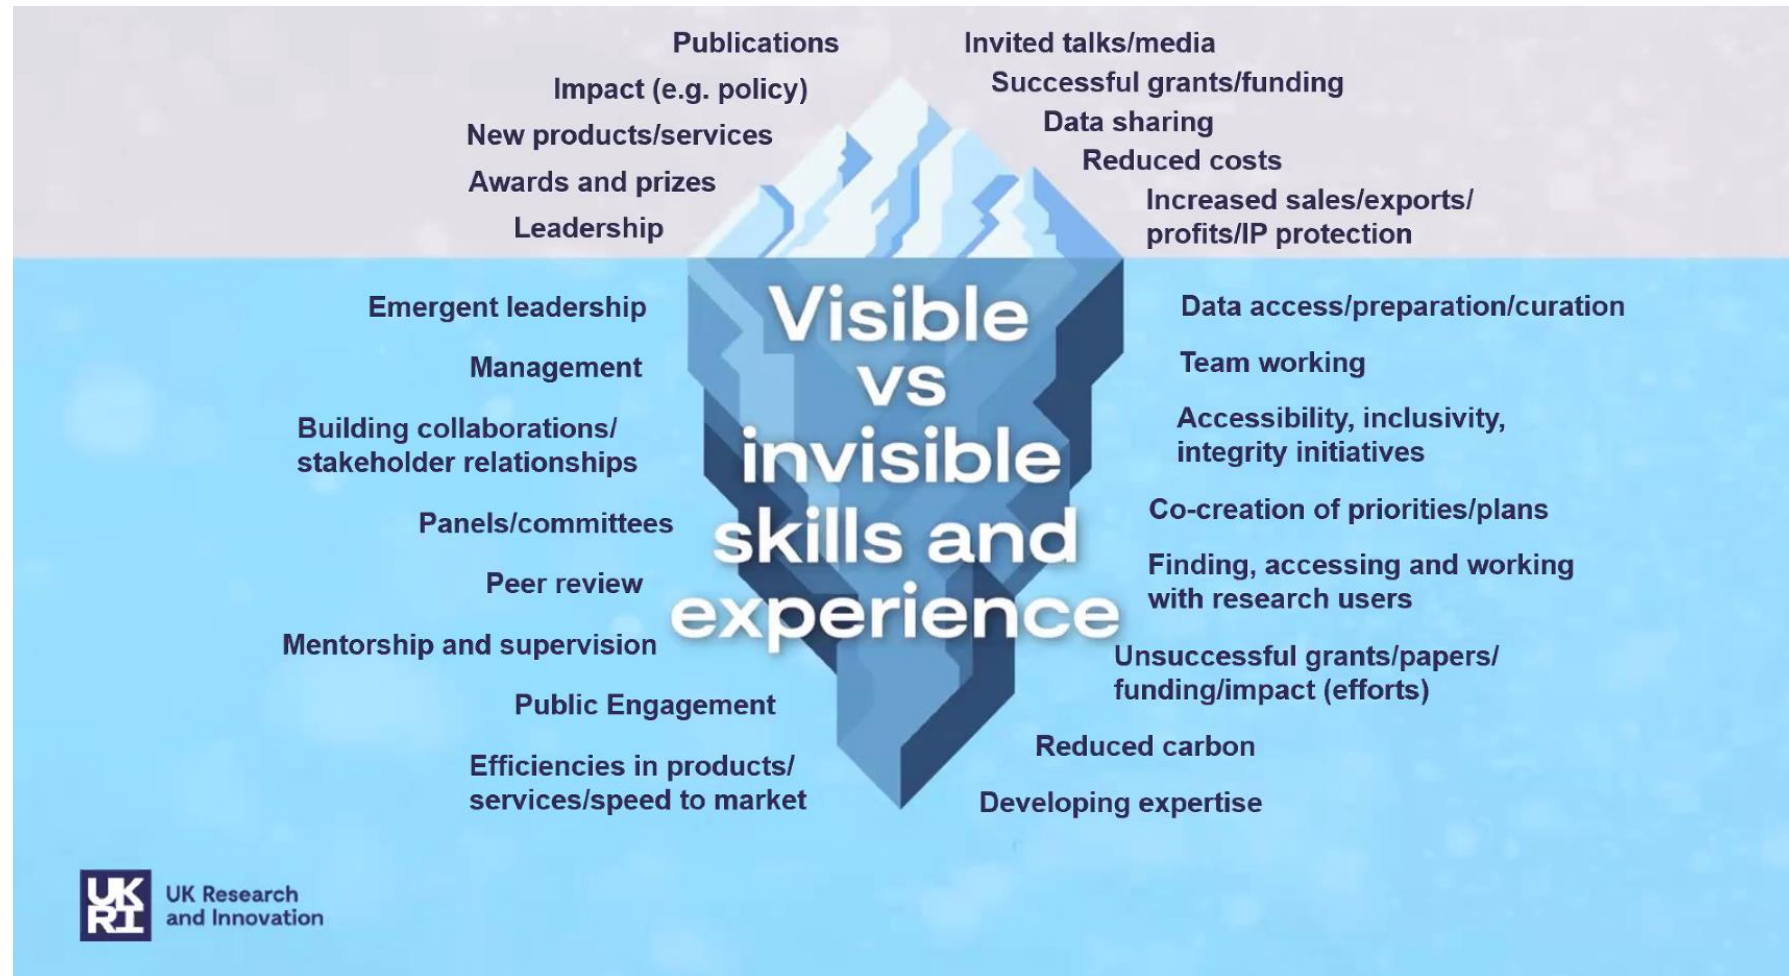 Publications
Impact (e.g. policy)
New products/services
Awards and prizes
Leadership
Invited talks/media
Successful grants/funding
Data sharing
Reduced costs
Increased sales/exports/
profits/IP protection
Visible
vs
invisible
skills and
experience
Emergent leadership
Management
Building collaborations/
stakeholder relationships
Panels/committees
Peer review
Mentorship and supervision
Public Engagement
Efficiencies in products/
services/speed to market
Data access/preparation/curation
Team working
Accessibility, inclusivity,
integrity initiatives
Co-creation of priorities/plans
Finding, accessing and working
with research users
Unsuccessful grants/papers/
funding/impact (efforts)
Reduced carbon
Developing expertise
UK
RI
UK Research
and Innovation